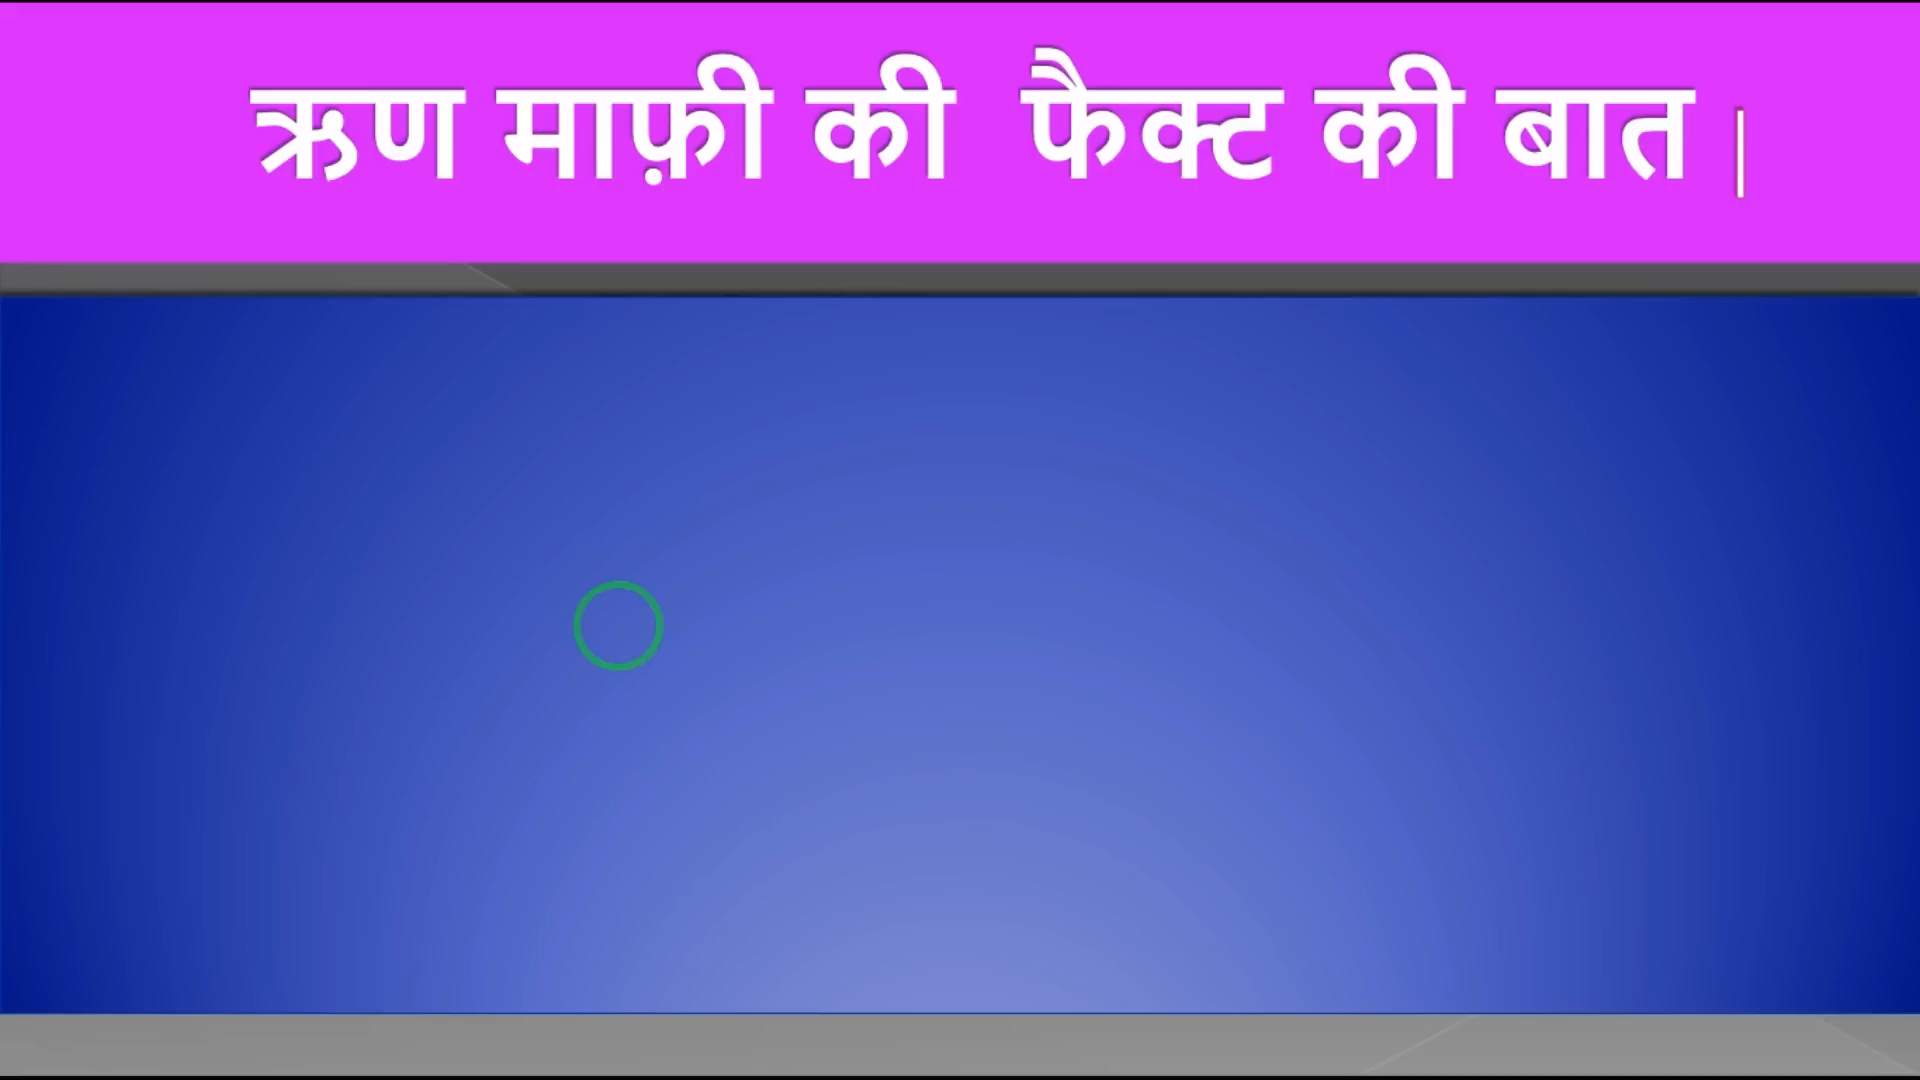 ऋण माफ़ी की फैक्ट की बात |